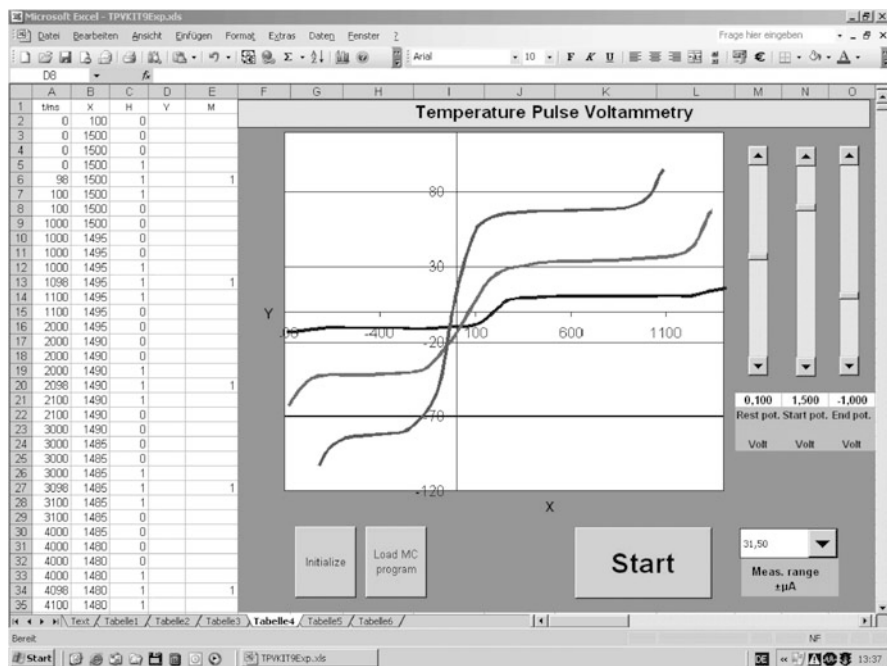 Microsoft Excel - TPVKIT9Exp.xls
Datei Bearbeiten Ansicht Einfügen Format Extras Daten Fenster ? Frage hier eingeben
Arial 10 F K U
D8 fx
A B C D E F G H I J K L M N O
1 t/ms X H Y M Temperature Pulse Voltammetry
2 0 100 0
3 0 1500 0
4 0 1500 0
5 0 1500 1
6 98 1500 1 1
7 100 1500 1
8 100 1500 0
9 1000 1500 0
10 1000 1495 0
11 1000 1495 0
12 1000 1495 1
13 1098 1495 1 1
14 1100 1495 1
15 1100 1495 0
16 2000 1495 0
17 2000 1490 0
18 2000 1490 0
19 2000 1490 1
20 2098 1490 1 1
21 2100 1490 1
22 2100 1490 0
23 3000 1490 0
24 3000 1485 0
25 3000 1485 0
26 3000 1485 1
27 3098 1485 1 1
28 3100 1485 1
29 3100 1485 0
30 4000 1485 0
31 4000 1480 0
32 4000 1480 0
33 4000 1480 1
34 4098 1480 1 1
35 4100 1480 1
80
30
Y
-400 100 600 1100
-20
-70
-120
X
0,100 1,500 -1,000
Rest pot. Start pot. End pot.
Volt Volt Volt
Initialize
Load MC
program
Start
31,50
Meas. range
±µA
Text Tabelle1 Tabelle2 Tabelle3 Tabelle4 Tabelle5 Tabelle6
Bereit NF
Start TPVKIT9Exp.xls DE 13:37